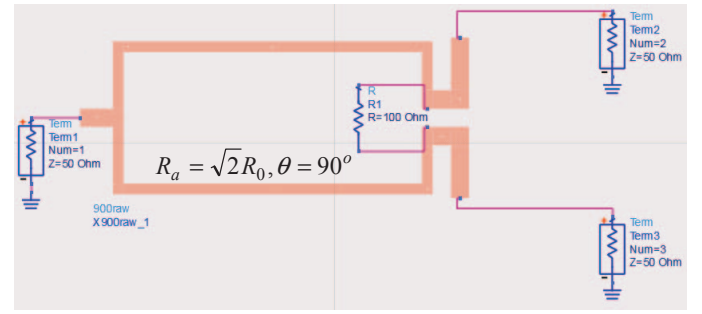 Term
Term2
Num=2
Z=50 Ohm
R
R1
R=100 Ohm
Term
Term1
Num=1
Z=50 Ohm
R_a = √2R_0, θ = 90^o
900raw
X900raw_1
Term
Term3
Num=3
Z=50 Ohm